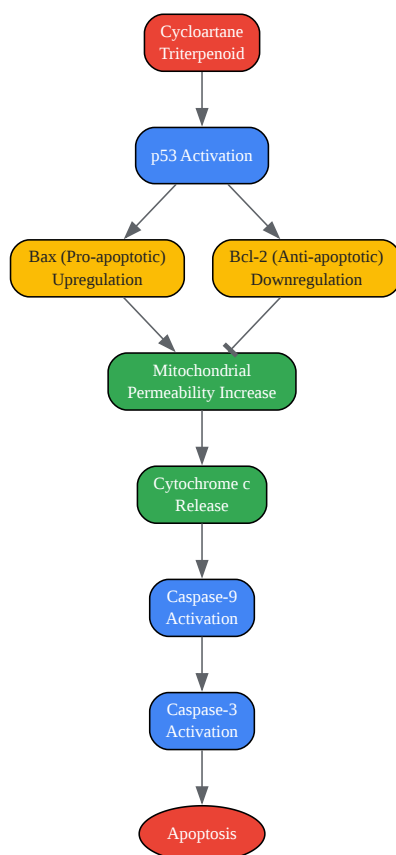 Cycloartane
Triterpenoid
p53 Activation
Bax (Pro-apoptotic)
Upregulation
Bcl-2 (Anti-apoptotic)
Downregulation
Mitochondrial
Permeability Increase
Cytochrome c
Release
Caspase-9
Activation
Caspase-3
Activation
Apoptosis